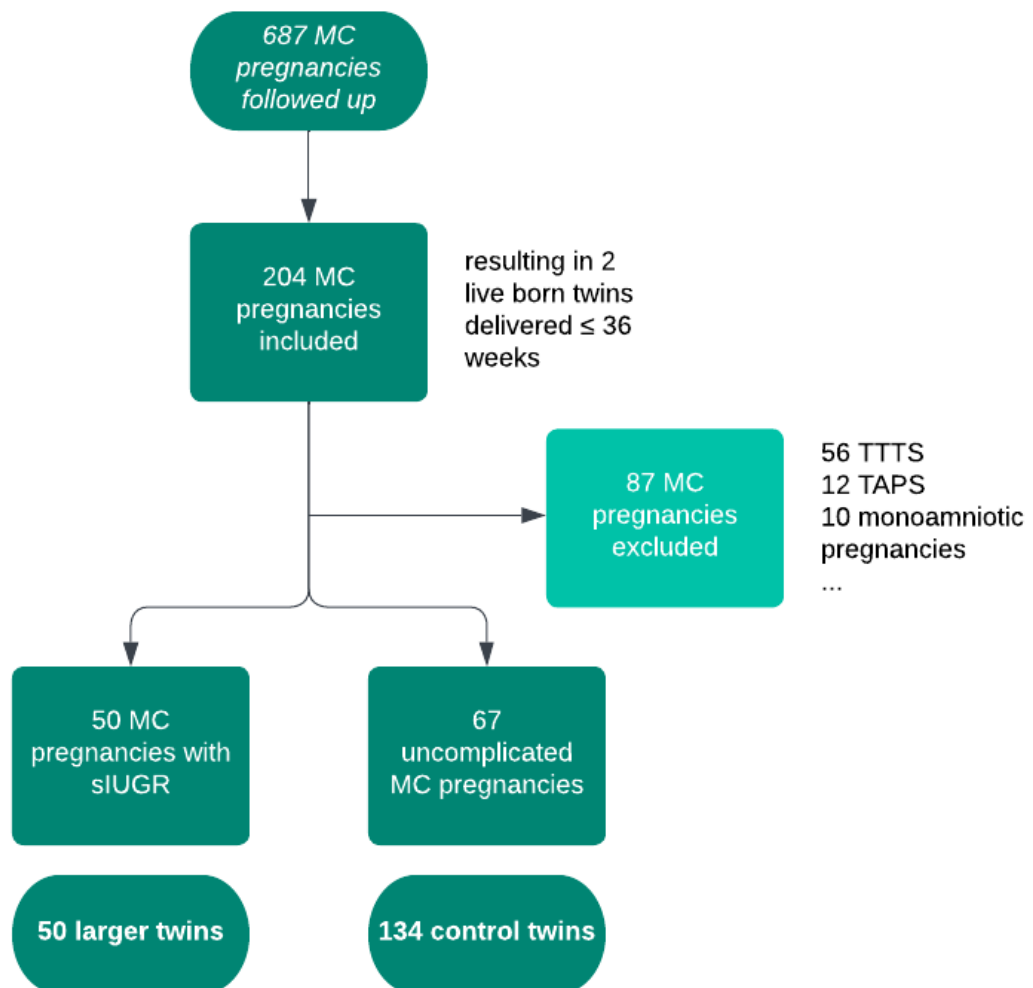 687 MC
pregnancies
followed up
204 MC
pregnancies
included
resulting in 2
live born twins
delivered ≤ 36
weeks
87 MC
pregnancies
excluded
56 TTTS
12 TAPS
10 monoamniotic
pregnancies
...
50 MC
pregnancies with
sIUGR
67
uncomplicated
MC pregnancies
50 larger twins
134 control twins